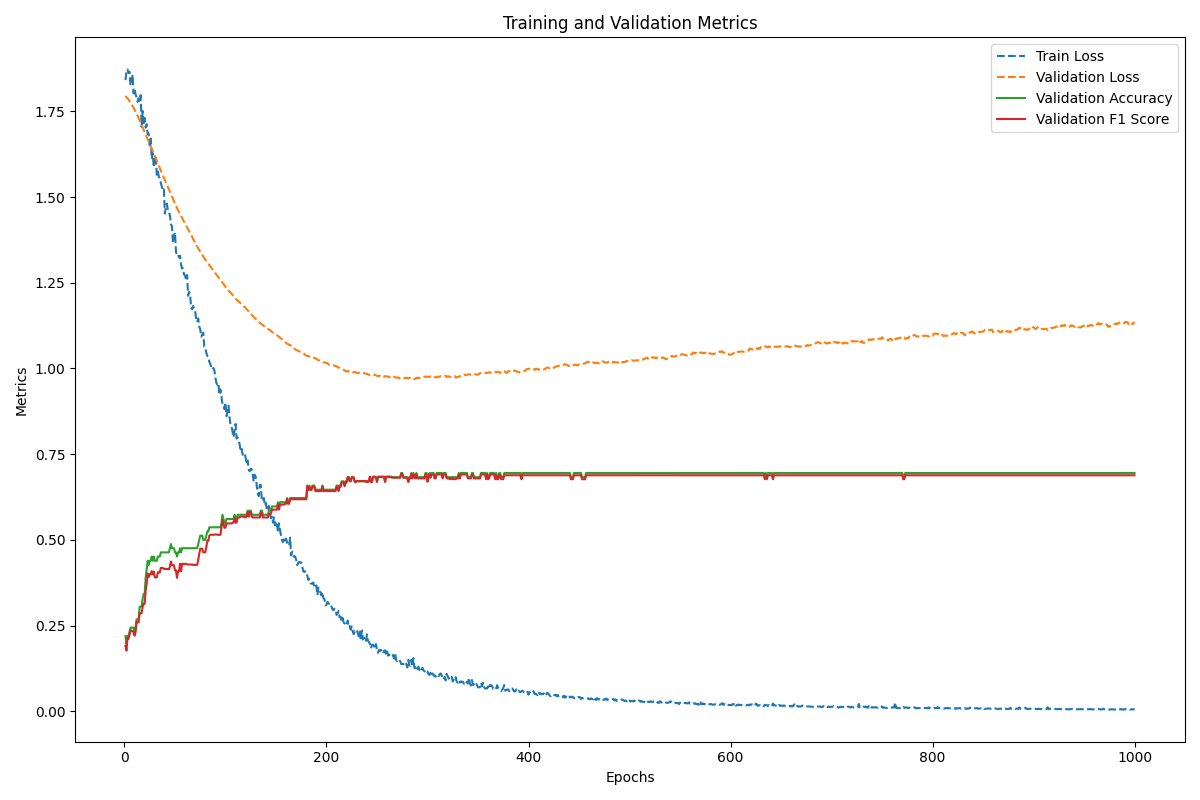 Training and Validation Metrics
Train Loss
Validation Loss
Validation Accuracy
Validation F1 Score
1.75
1.50
1.25
1.00
0.75
0.50
0.25
0.00
Metrics
0 200 400 600 800 1000
Epochs